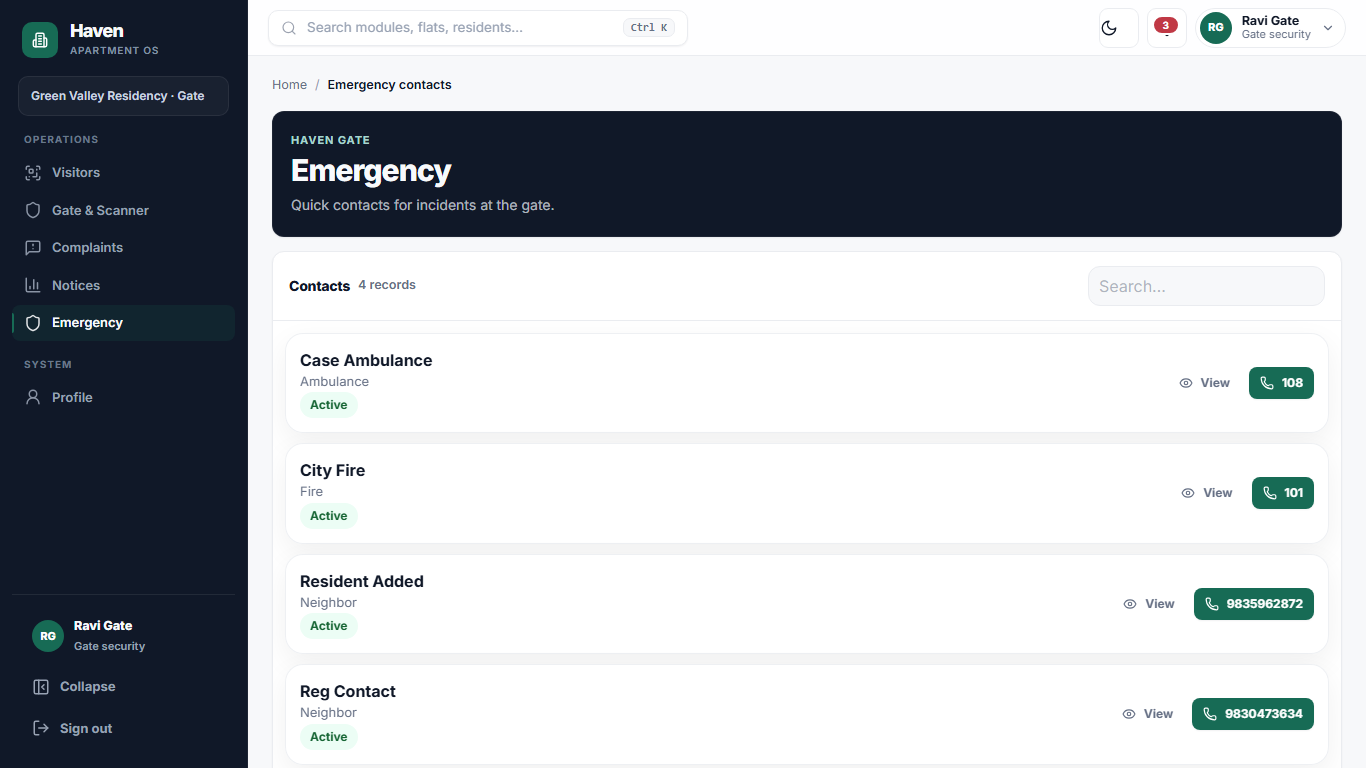 Haven
APARTMENT OS
Green Valley Residency · Gate
OPERATIONS
Visitors
Gate & Scanner
Complaints
Notices
Emergency
SYSTEM
Profile
RG
Ravi Gate
Gate security
Collapse
Sign out
Search modules, flats, residents...
Ctrl K
3
RG
Ravi Gate
Gate security
Home / Emergency contacts
HAVEN GATE
Emergency
Quick contacts for incidents at the gate.
Contacts 4 records
Search...
Case Ambulance
Ambulance
Active
View
108
City Fire
Fire
Active
View
101
Resident Added
Neighbor
Active
View
9835962872
Reg Contact
Neighbor
Active
View
9830473634